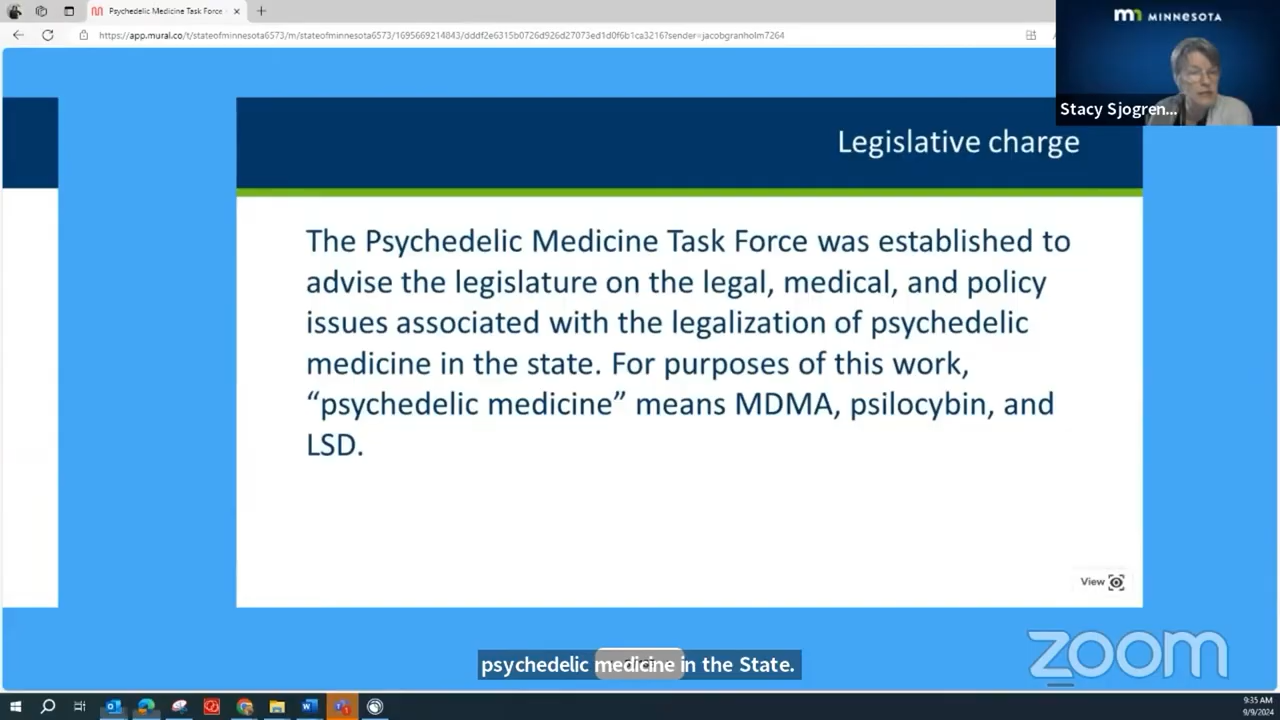 Psychedelic Medicine Task Force
https://app.mural.co/t/stateofminnesota6573/m/stateofminnesota6573/1695669214843/dddf2e6315b0726d926d27073ed1d0f6b1ca3216?sender=jacobgranholm7264
MINNESOTA
Stacy Sjogren...
Legislative charge
The Psychedelic Medicine Task Force was established to
advise the legislature on the legal, medical, and policy
issues associated with the legalization of psychedelic
medicine in the state. For purposes of this work,
“psychedelic medicine” means MDMA, psilocybin, and
LSD.
View
psychedelic medicine in the State.
zoom
9:35 AM
9/9/2024